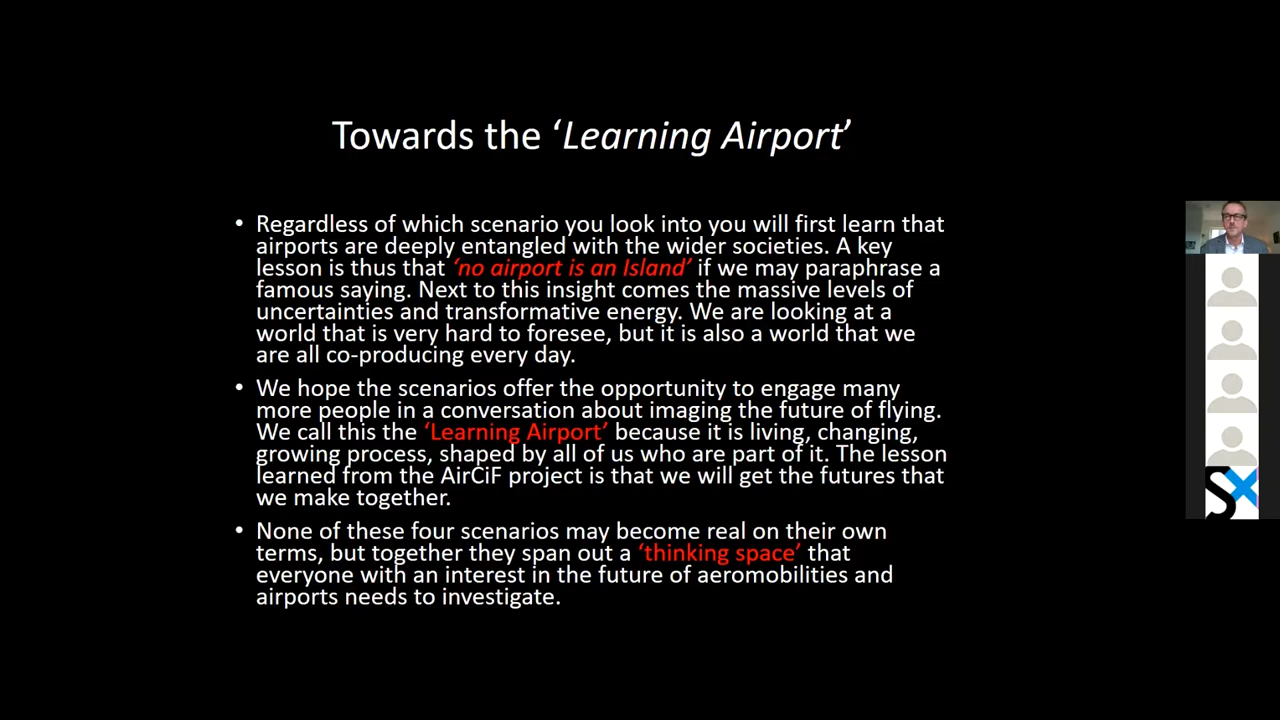 Towards the ‘Learning Airport’
• Regardless of which scenario you look into you will first learn that
airports are deeply entangled with the wider societies. A key
lesson is thus that ‘no airport is an Island’ if we may paraphrase a
famous saying. Next to this insight comes the massive levels of
uncertainties and transformative energy. We are looking at a
world that is very hard to foresee, but it is also a world that we
are all co-producing every day.
• We hope the scenarios offer the opportunity to engage many
more people in a conversation about imaging the future of flying.
We call this the ‘Learning Airport’ because it is living, changing,
growing process, shaped by all of us who are part of it. The lesson
learned from the AirCiF project is that we will get the futures that
we make together.
• None of these four scenarios may become real on their own
terms, but together they span out a ‘thinking space’ that
everyone with an interest in the future of aeromobilities and
airports needs to investigate.
SX